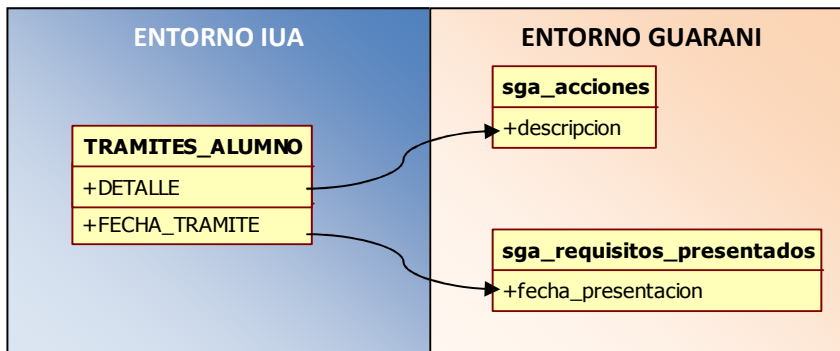 ENTORNO IUA
TRAMITES_ALUMNO
+DETALLE
+FECHA_TRAMITE
ENTORNO GUARANI
sga_acciones
+descripcion
sga_requisitos_presentados
+fecha_presentacion